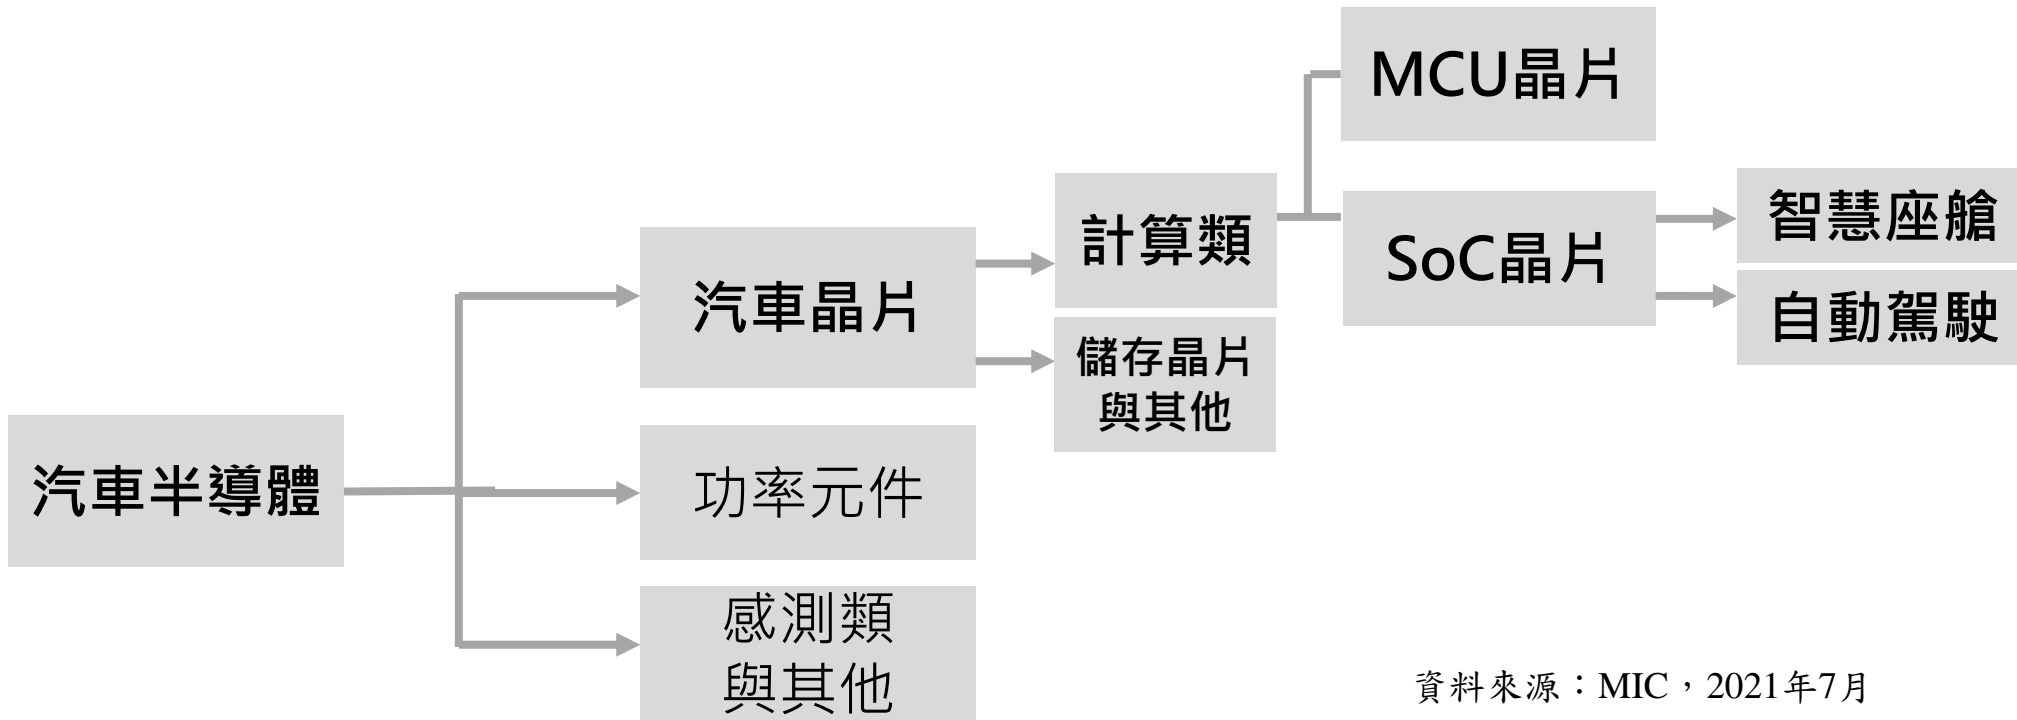 汽車半導體
汽車晶片
功率元件
感測類
與其他
計算類
儲存晶片
與其他
MCU晶片
SoC晶片
智慧座艙
自動駕駛
資料來源：MIC，2021年7月